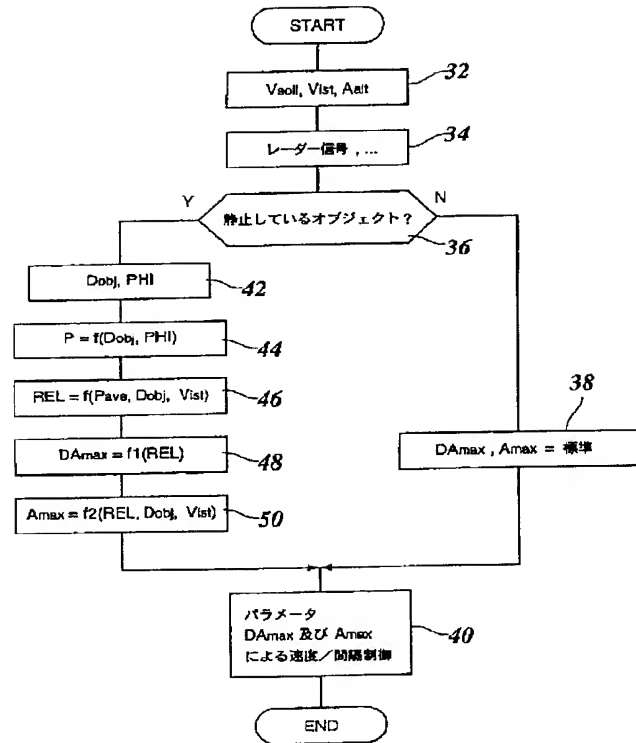 START
Vsoll, Vist, Aalt
32
レーダー信号 , ...
34
Y
N
静止しているオブジェクト？
36
Dobj, PHI
42
P = f(Dobj, PHI)
44
REL = f(Pave, Dobj, Vist)
46
38
DAmax = f1(REL)
48
DAmax , Amax = 標準
Amax = f2(REL, Dobj, Vist)
50
パラメータ
DAmax 及び Amax
による速度／間隔制御
40
END